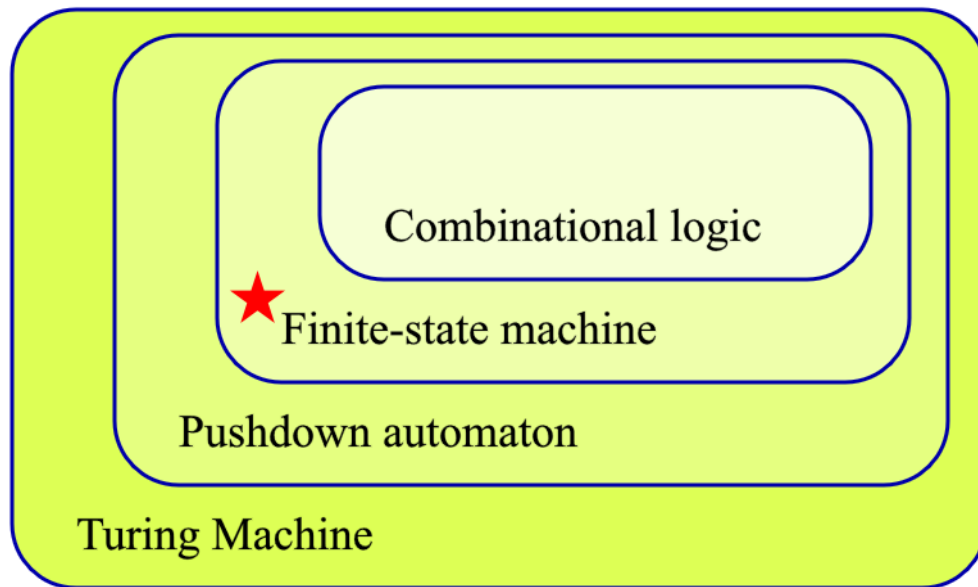 Combinational logic
Finite-state machine
Pushdown automaton
Turing Machine